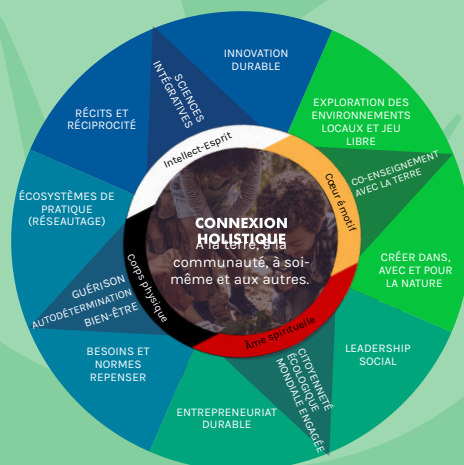 INNOVATION
DURABLE
SCIENCES
INTÉGRATIVES
RÉCITS ET
RÉCIPROCITÉ
EXPLORATION DES
ENVIRONNEMENTS
LOCAUX ET JEU
LIBRE
CO-ENSEIGNEMENT
AVEC LA TERRE
Intellect-Esprit
Cœur émotif
ÉCOSYSTÈMES DE
PRATIQUE
(RÉSEAUTAGE)
CONNEXION
HOLISTIQUE
À la terre, à la
communauté, à soi-
même et aux autres.
CRÉER DANS,
AVEC ET POUR
LA NATURE
GUÉRISON
AUTODÉTERMINATION
BIEN-ÊTRE
Corps physique
Âme spirituelle
BESOINS ET
NORMES
REPENSER
LEADERSHIP
SOCIAL
CITOYENNETÉ
ÉCOLOGIQUE
MONDIALE ENGAGÉE
ENTREPRENEURIAT
DURABLE